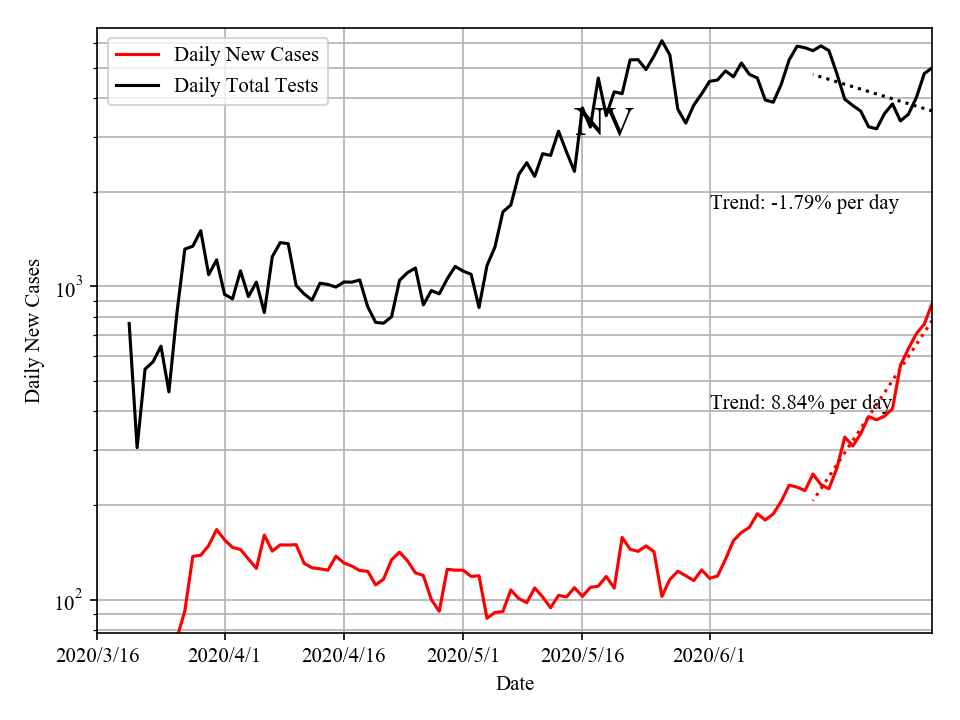 Daily New Cases
Daily Total Tests
NV
Trend: -1.79% per day
Trend: 8.84% per day
Daily New Cases
10³
10²
2020/3/16 2020/4/1 2020/4/16 2020/5/1 2020/5/16 2020/6/1
Date